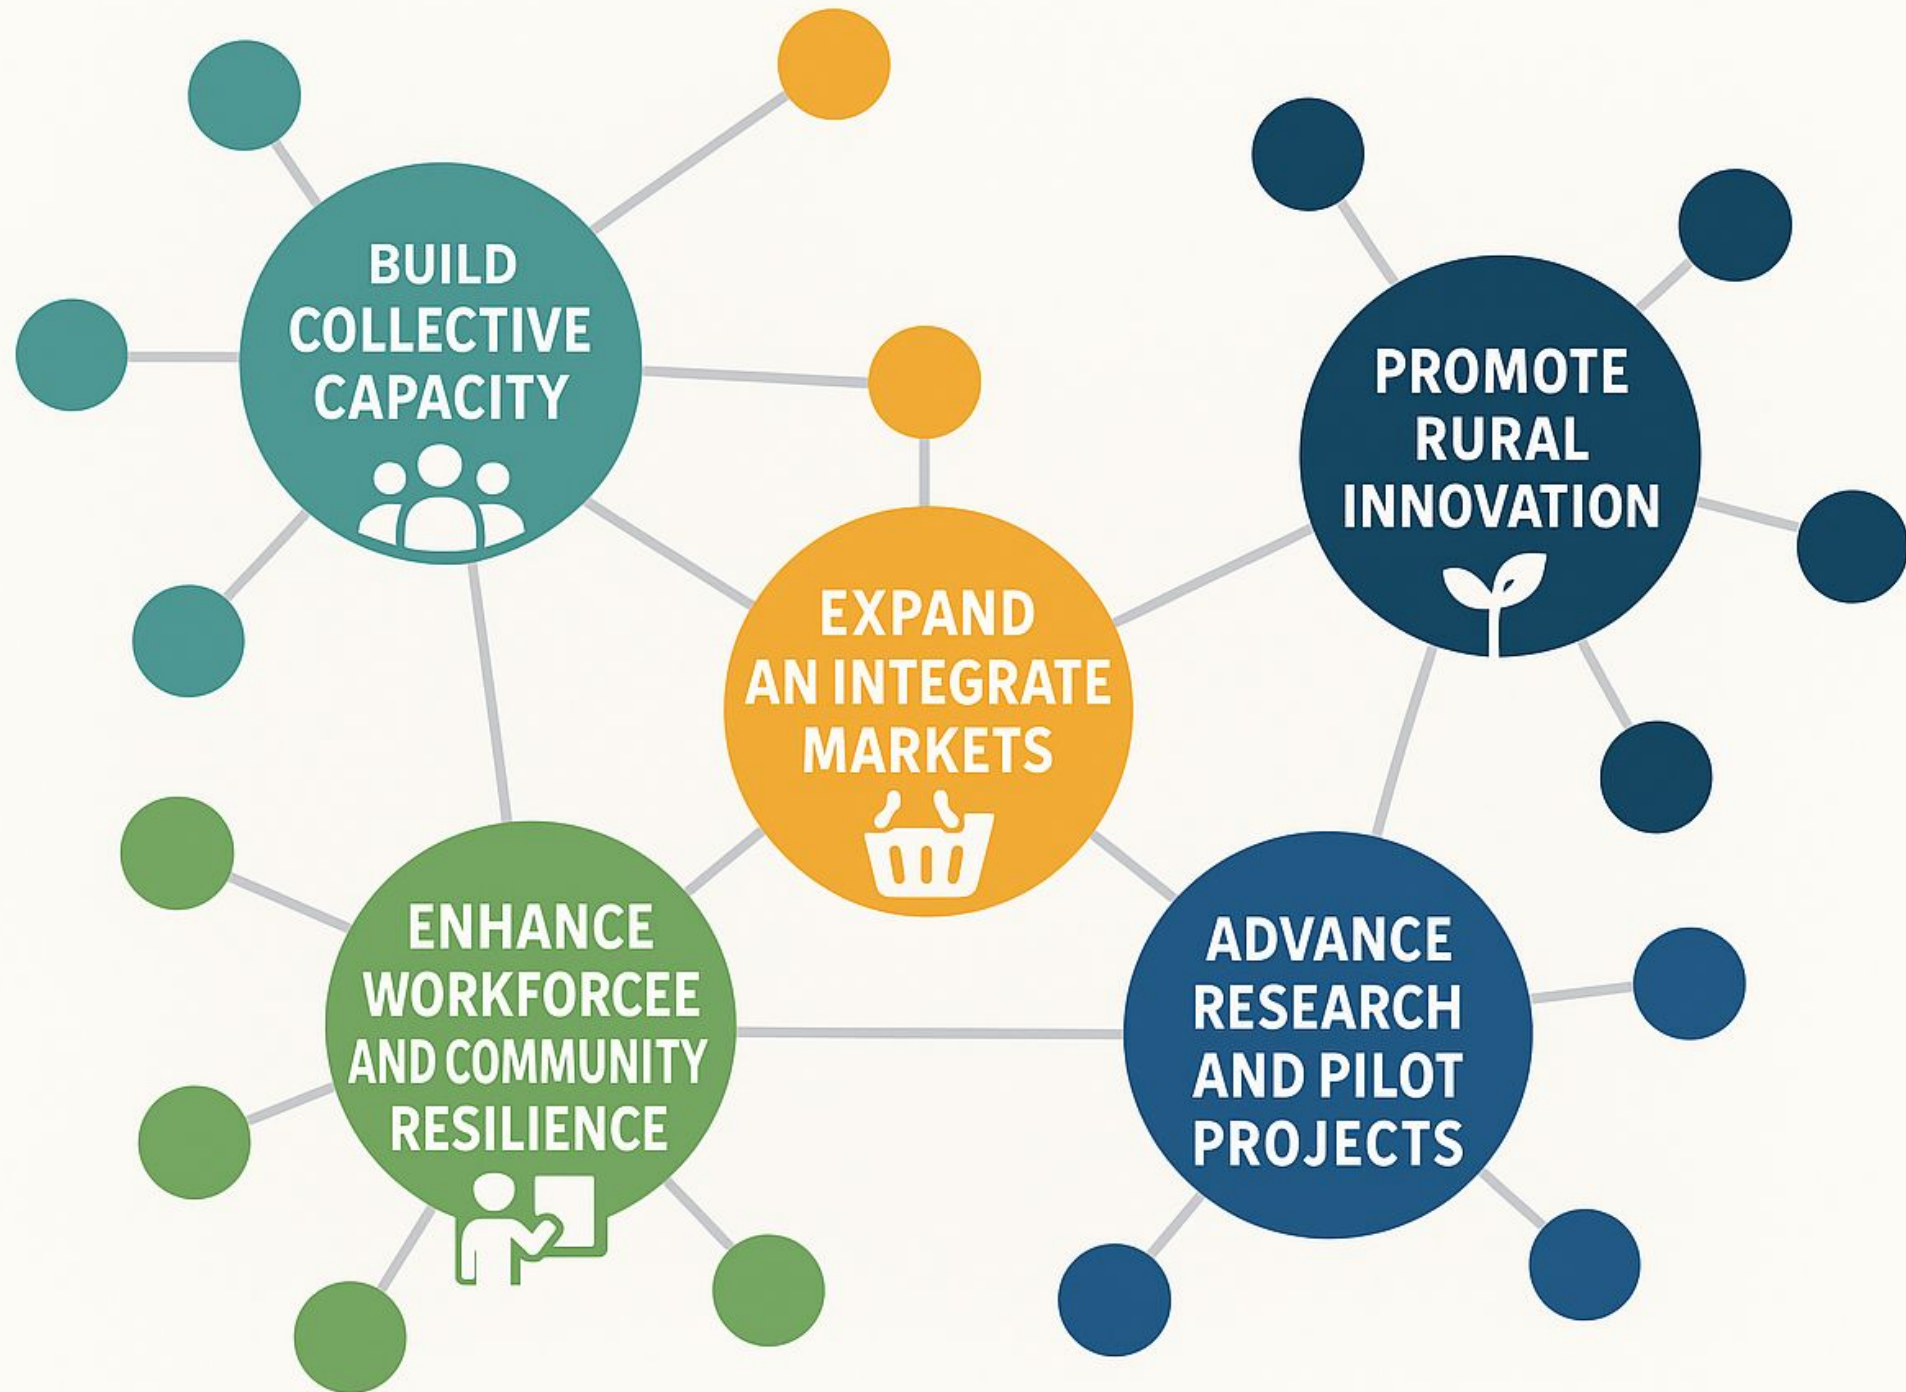 BUILD
COLLECTIVE
CAPACITY
PROMOTE
RURAL
INNOVATION
EXPAND
AN INTEGRATE
MARKETS
ENHANCE
WORKFORCEE
AND COMMUNITY
RESILIENCE
ADVANCE
RESEARCH
AND PILOT
PROJECTS